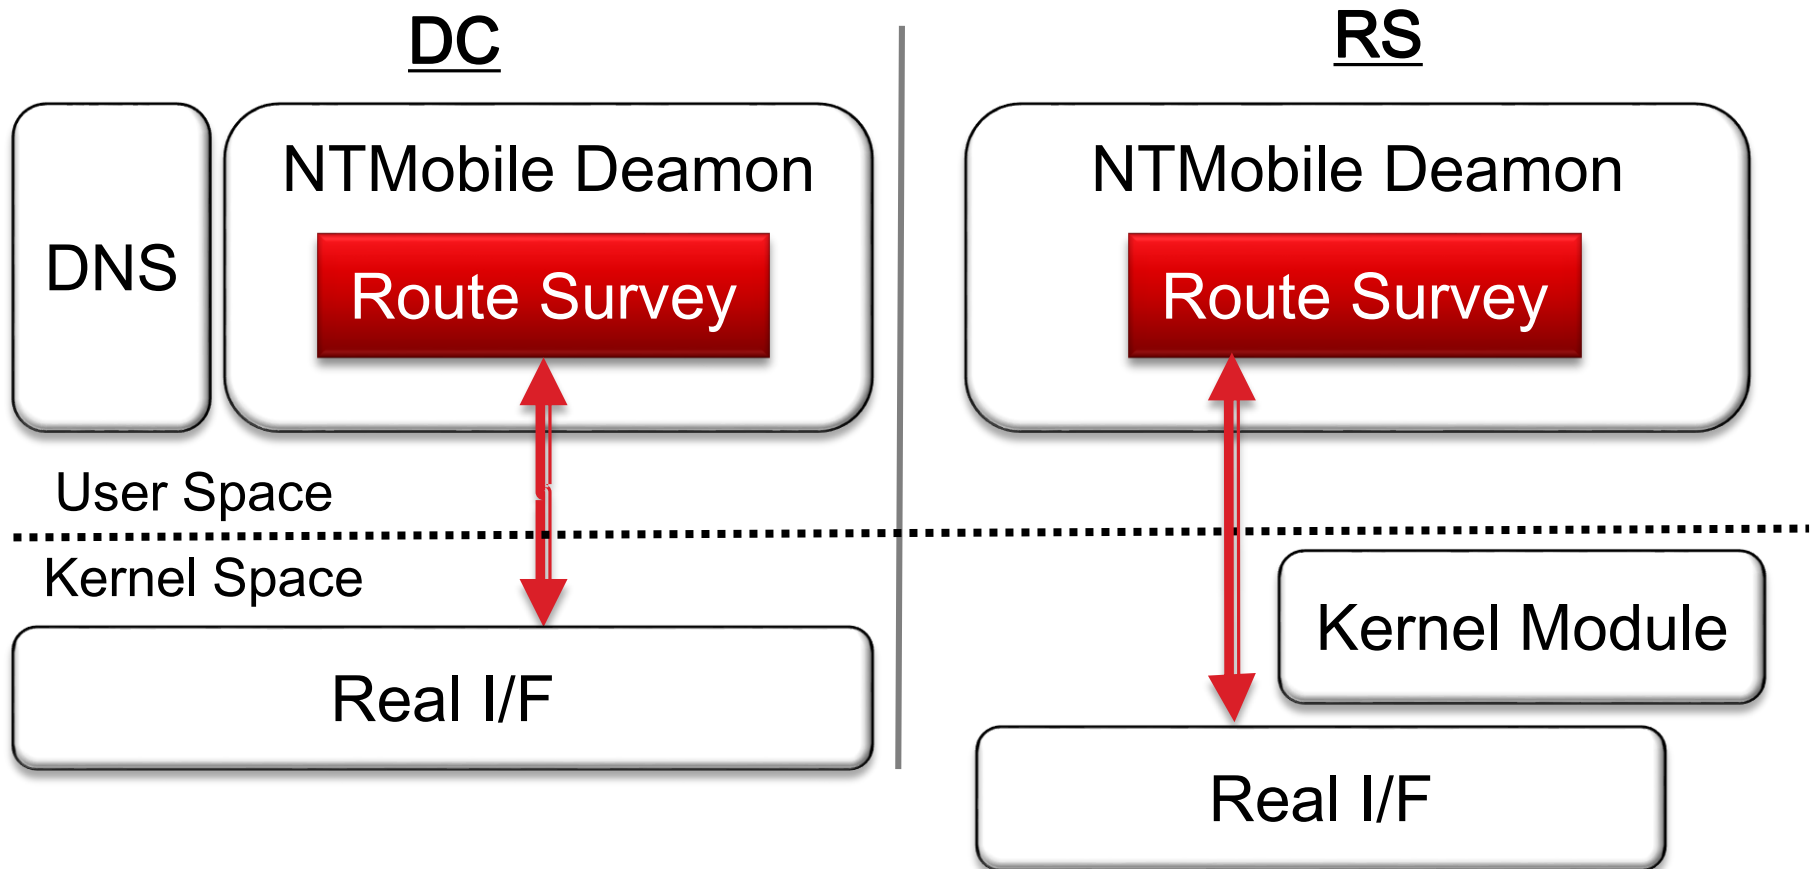 DC
RS
DNS
NTMobile Deamon
Route Survey
NTMobile Deamon
Route Survey
User Space
Kernel Space
Real I/F
Kernel Module
Real I/F